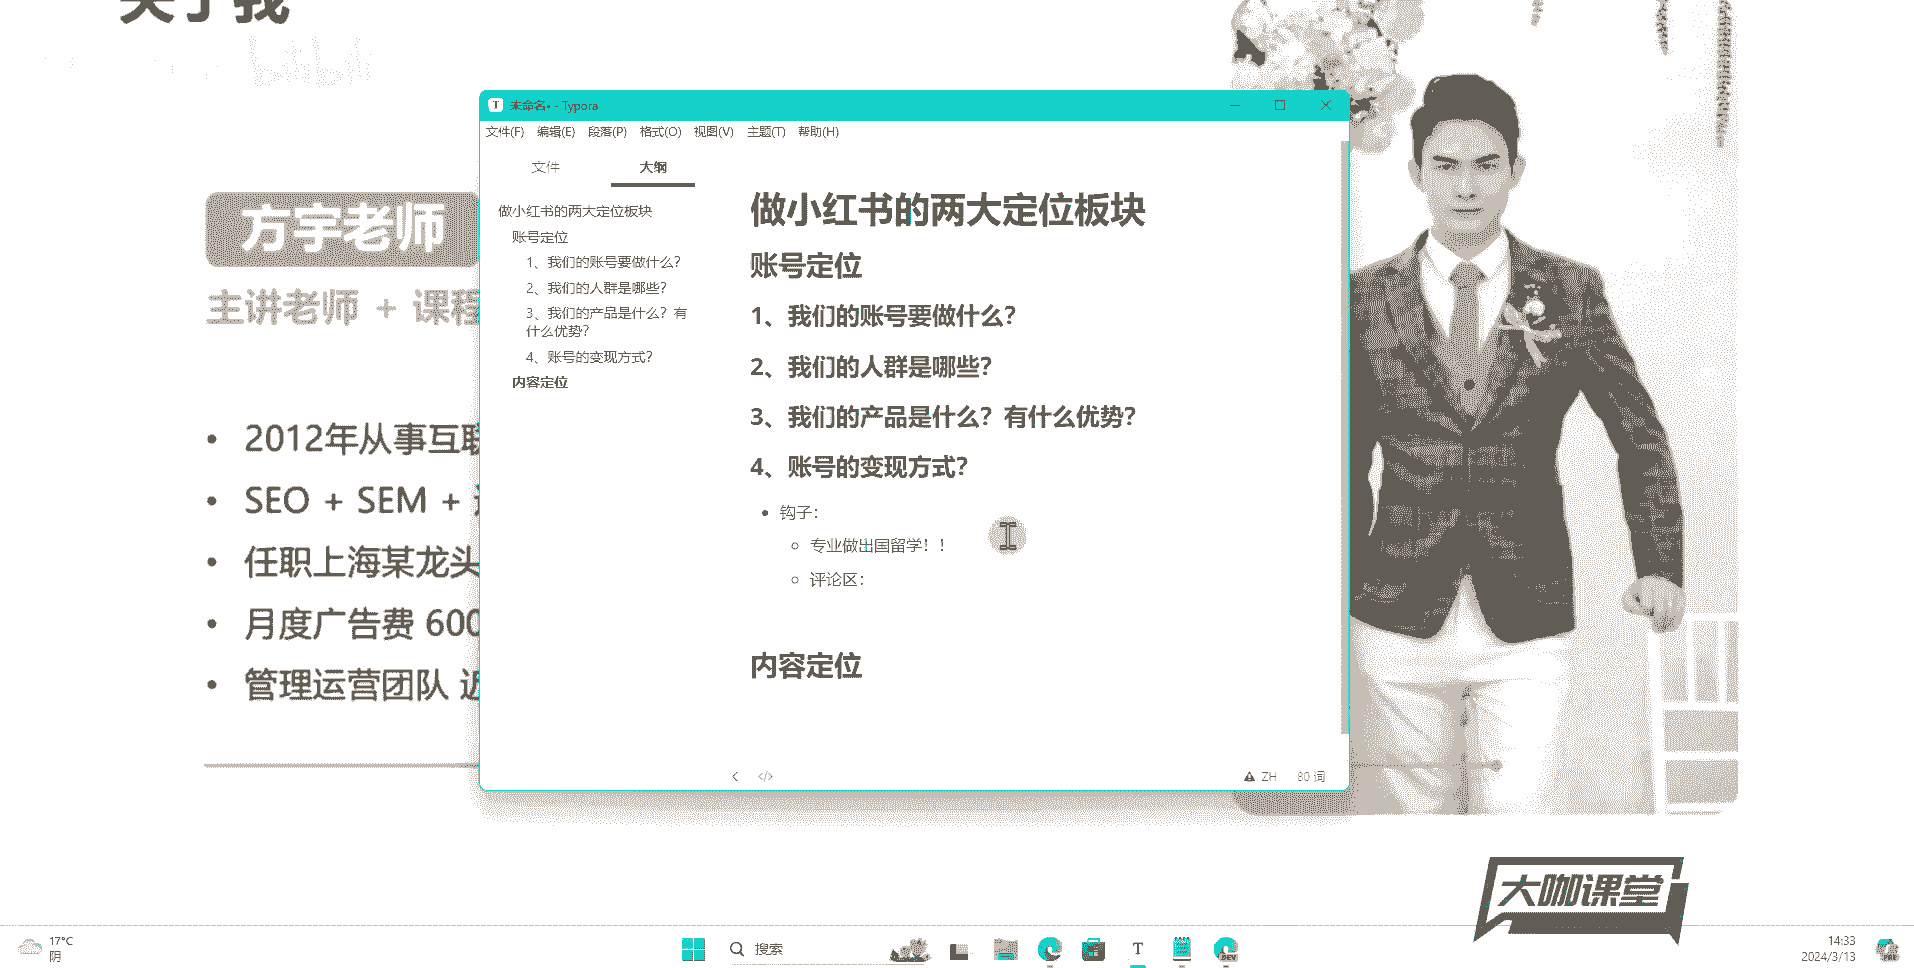 关于我
bilibili
未命名• - Typora
文件(F) 编辑(E) 段落(P) 格式(O) 视图(V) 主题(T) 帮助(H)
文件 大纲
做小红书的两大定位板块
账号定位
1、我们的账号要做什么?
2、我们的人群是哪些?
3、我们的产品是什么? 有
什么优势?
4、账号的变现方式?
内容定位
做小红书的两大定位板块
账号定位
1、我们的账号要做什么?
2、我们的人群是哪些?
3、我们的产品是什么? 有什么优势?
4、账号的变现方式?
钩子:
专业做出国留学! !
评论区:
内容定位
ZH 80 词
方宇老师
主讲老师 + 课程
2012年从事互联
SEO + SEM +
任职上海某龙头
月度广告费 600
管理运营团队 近
大咖课堂
17°C
阴
搜索
T
DEV
14:33
2024/3/13
PRE